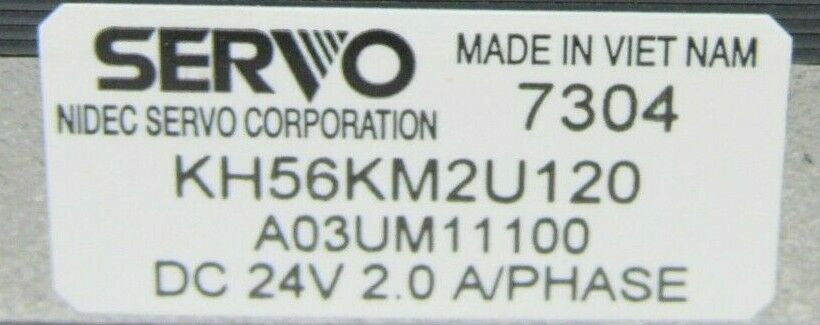 SERVO MADE IN VIET NAM
NIDEC SERVO CORPORATION 7304
KH56KM2U120
A03UM11100
DC 24V 2.0 A/PHASE